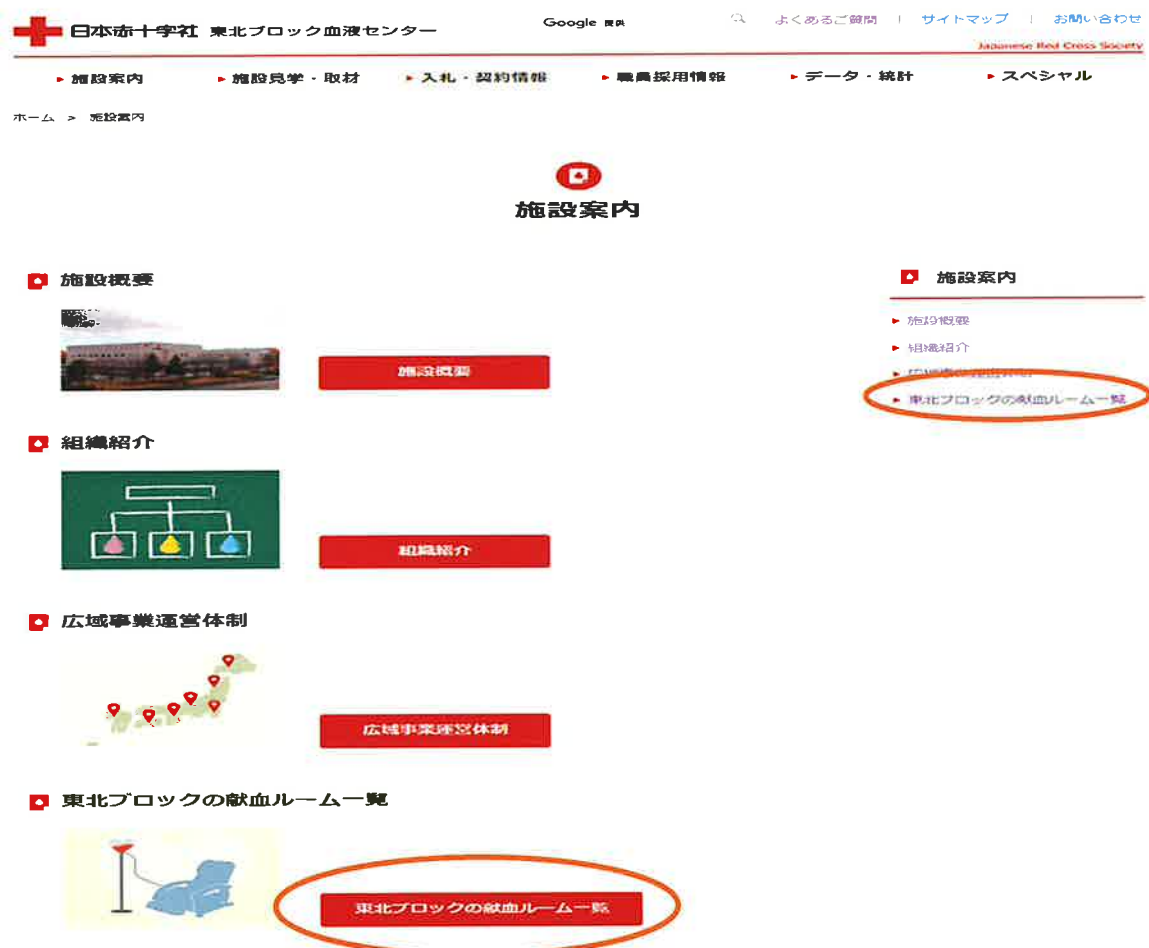 日本赤十字社 東北ブロック血液センター
Google 提供
よくあるご質問 | サイトマップ | お問い合わせ
Japanese Red Cross Society
施設案内 施設見学・取材 入札・契約情報 職員採用情報 データ・統計 スペシャル
ホーム > 施設案内
施設案内
施設概要
施設概要
組織紹介
組織紹介
広域事業運営体制
広域事業運営体制
東北ブロックの献血ルーム一覧
東北ブロックの献血ルーム一覧
施設案内
施設概要
組織紹介
東北ブロックの献血ルーム一覧